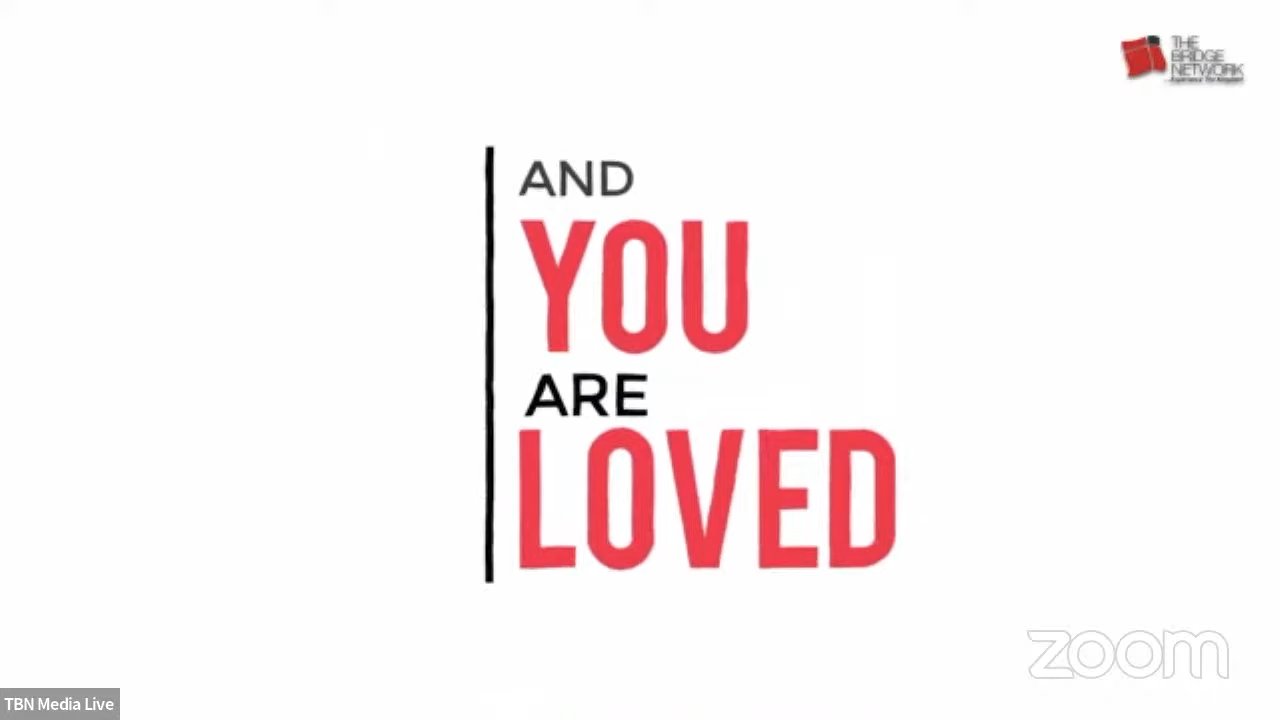 THE
BRIDGE
NETWORK
AND
YOU
ARE
LOVED
zoom
TBN Media Live